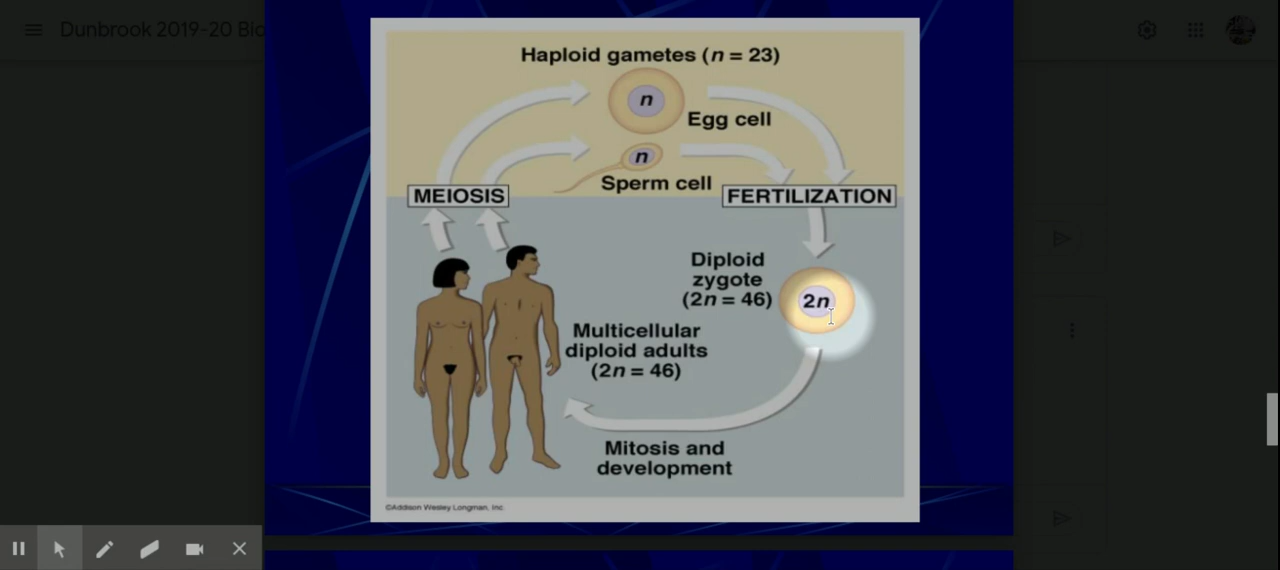 Dunbrook 2019-20 Bio
Haploid gametes (n = 23)
n
Egg cell
n
Sperm cell
MEIOSIS
FERTILIZATION
Diploid
zygote
(2n = 46)
2n
Multicellular
diploid adults
(2n = 46)
Mitosis and
development
©Addison Wesley Longman, Inc.